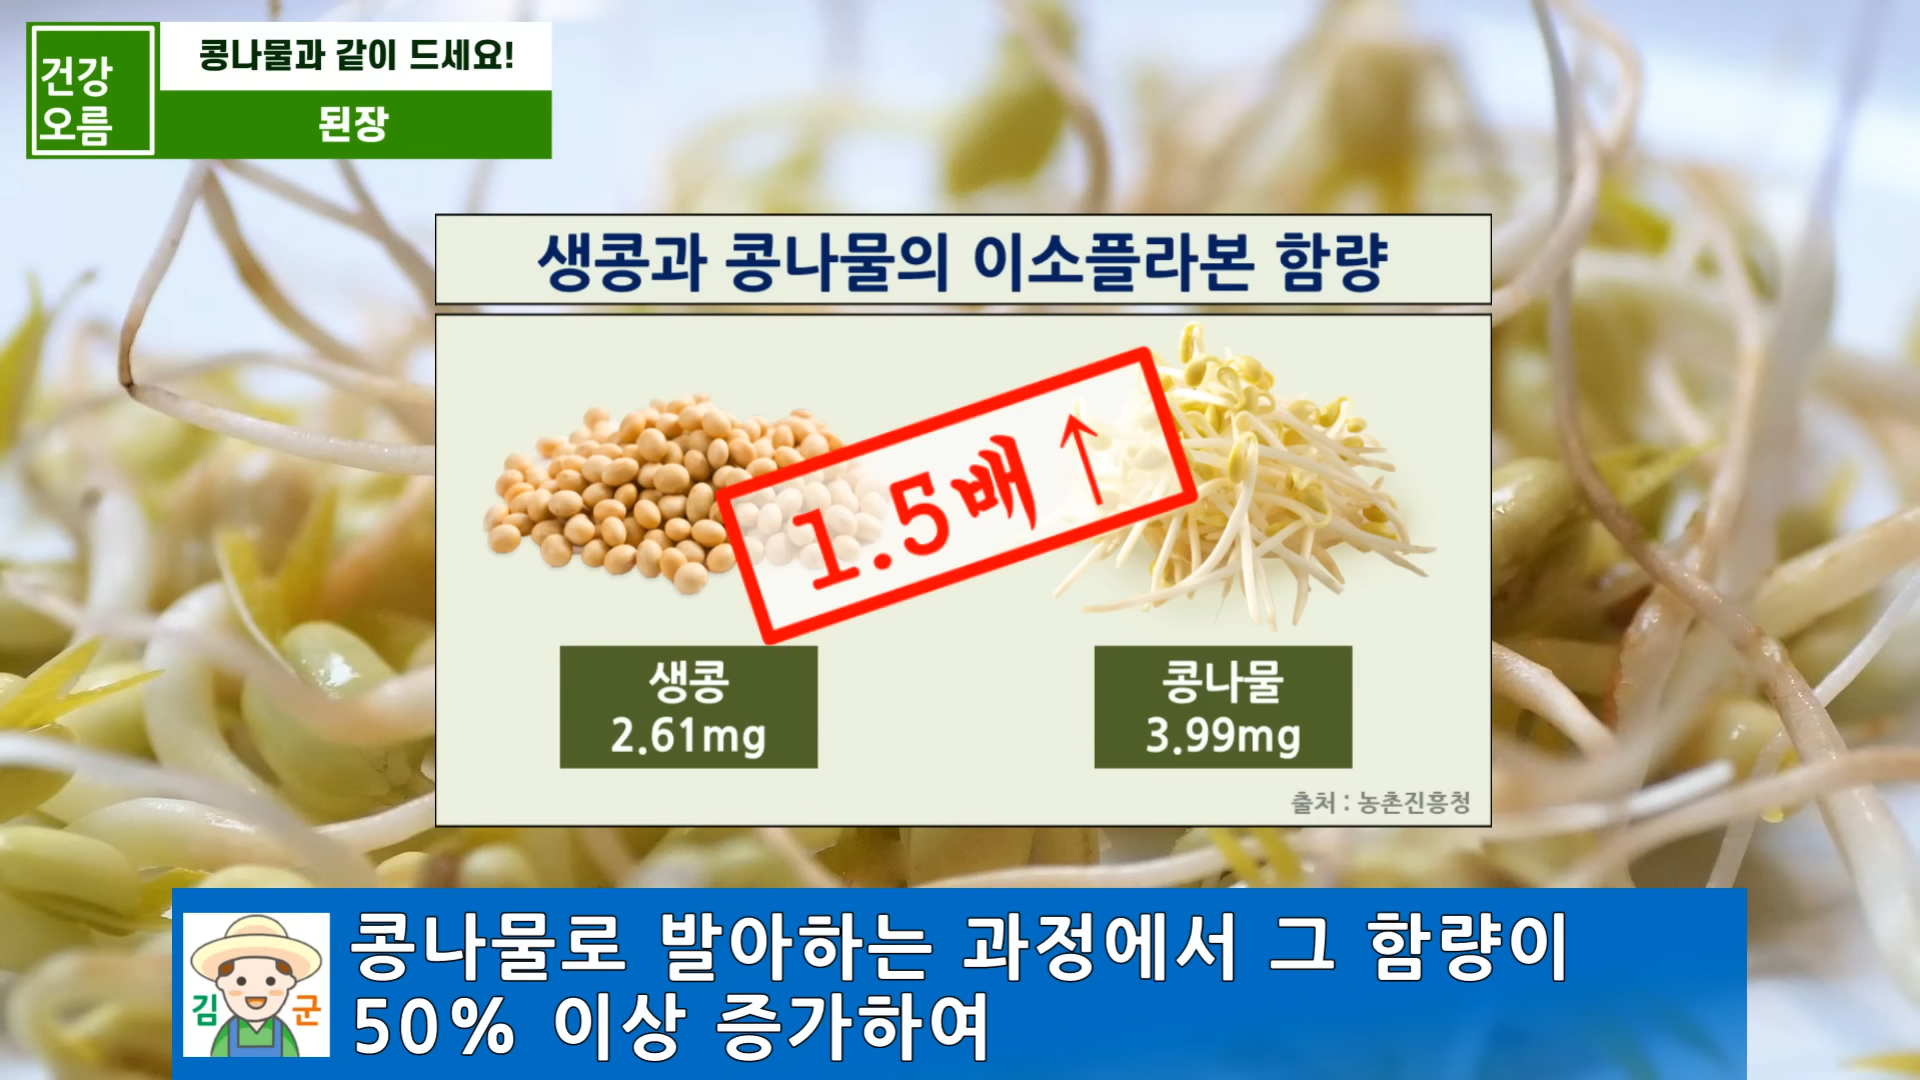 건강
오름
콩나물과 같이 드세요!
된장
생콩과 콩나물의 이소플라본 함량
1.5배↑
생콩
2.61mg
콩나물
3.99mg
출처 : 농촌진흥청
김 군
콩나물로 발아하는 과정에서 그 함량이
50% 이상 증가하여